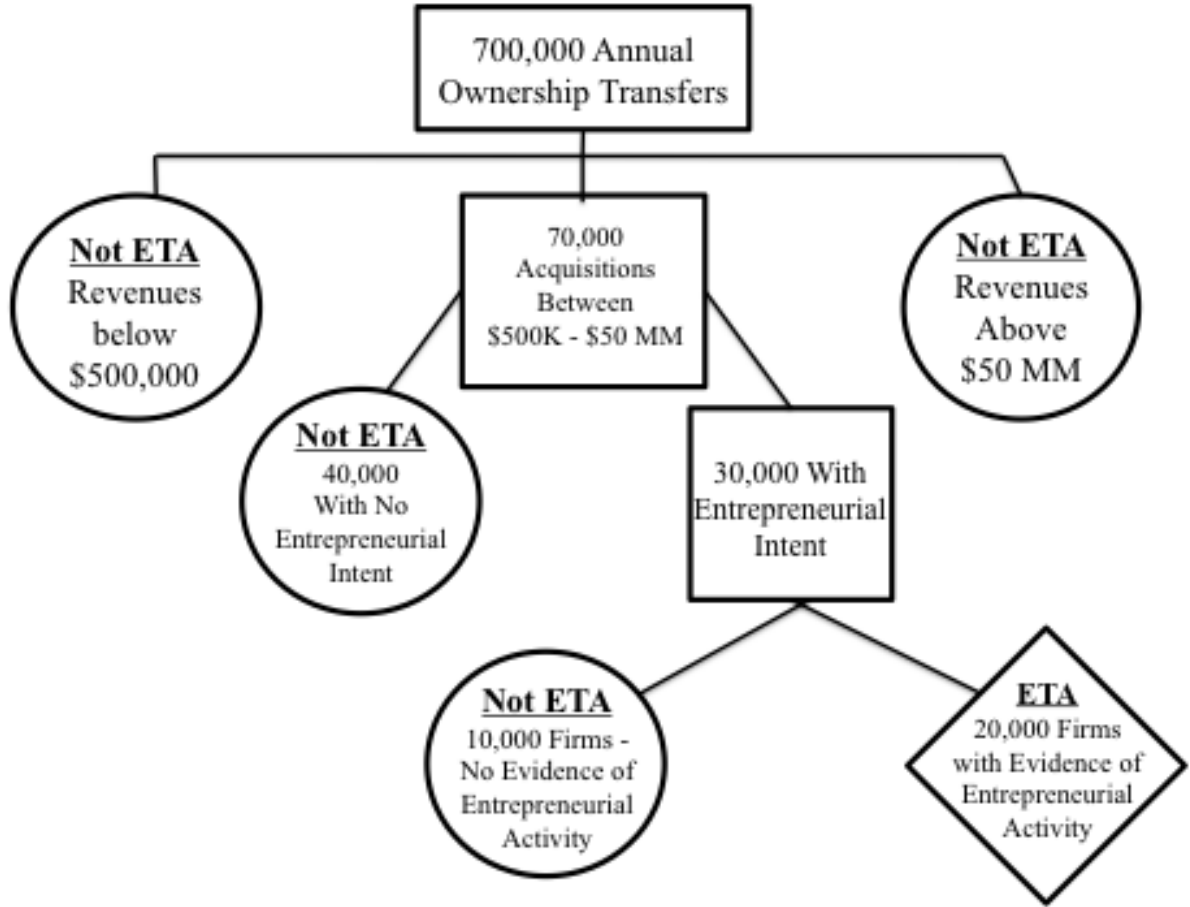 700,000 Annual
Ownership Transfers
Not ETA
Revenues
below
$500,000
70,000
Acquisitions
Between
$500K - $50 MM
Not ETA
Revenues
Above
$50 MM
Not ETA
40,000
With No
Entrepreneurial
Intent
30,000 With
Entrepreneurial
Intent
Not ETA
10,000 Firms -
No Evidence of
Entrepreneurial
Activity
ETA
20,000 Firms
with Evidence of
Entrepreneurial
Activity